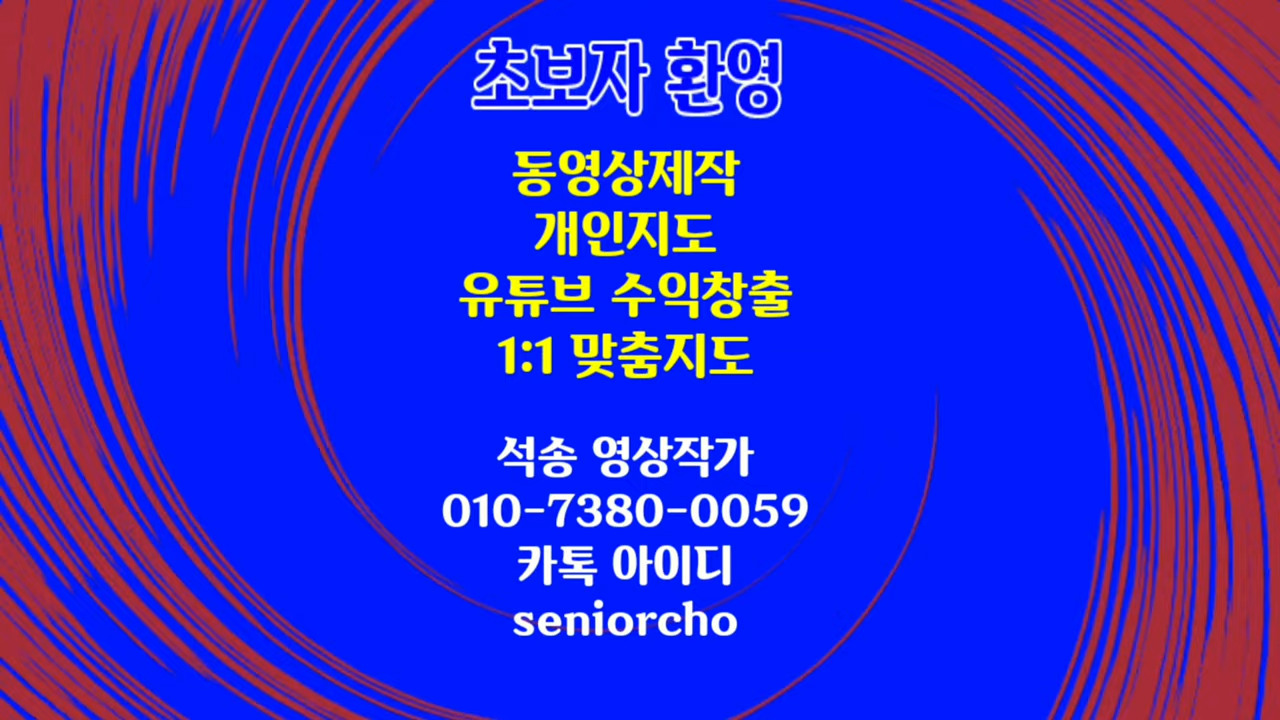 초보자 환영
동영상제작
개인지도
유튜브 수익창출
1:1 맞춤지도
석송 영상작가
010-7380-0059
카톡 아이디
seniorcho